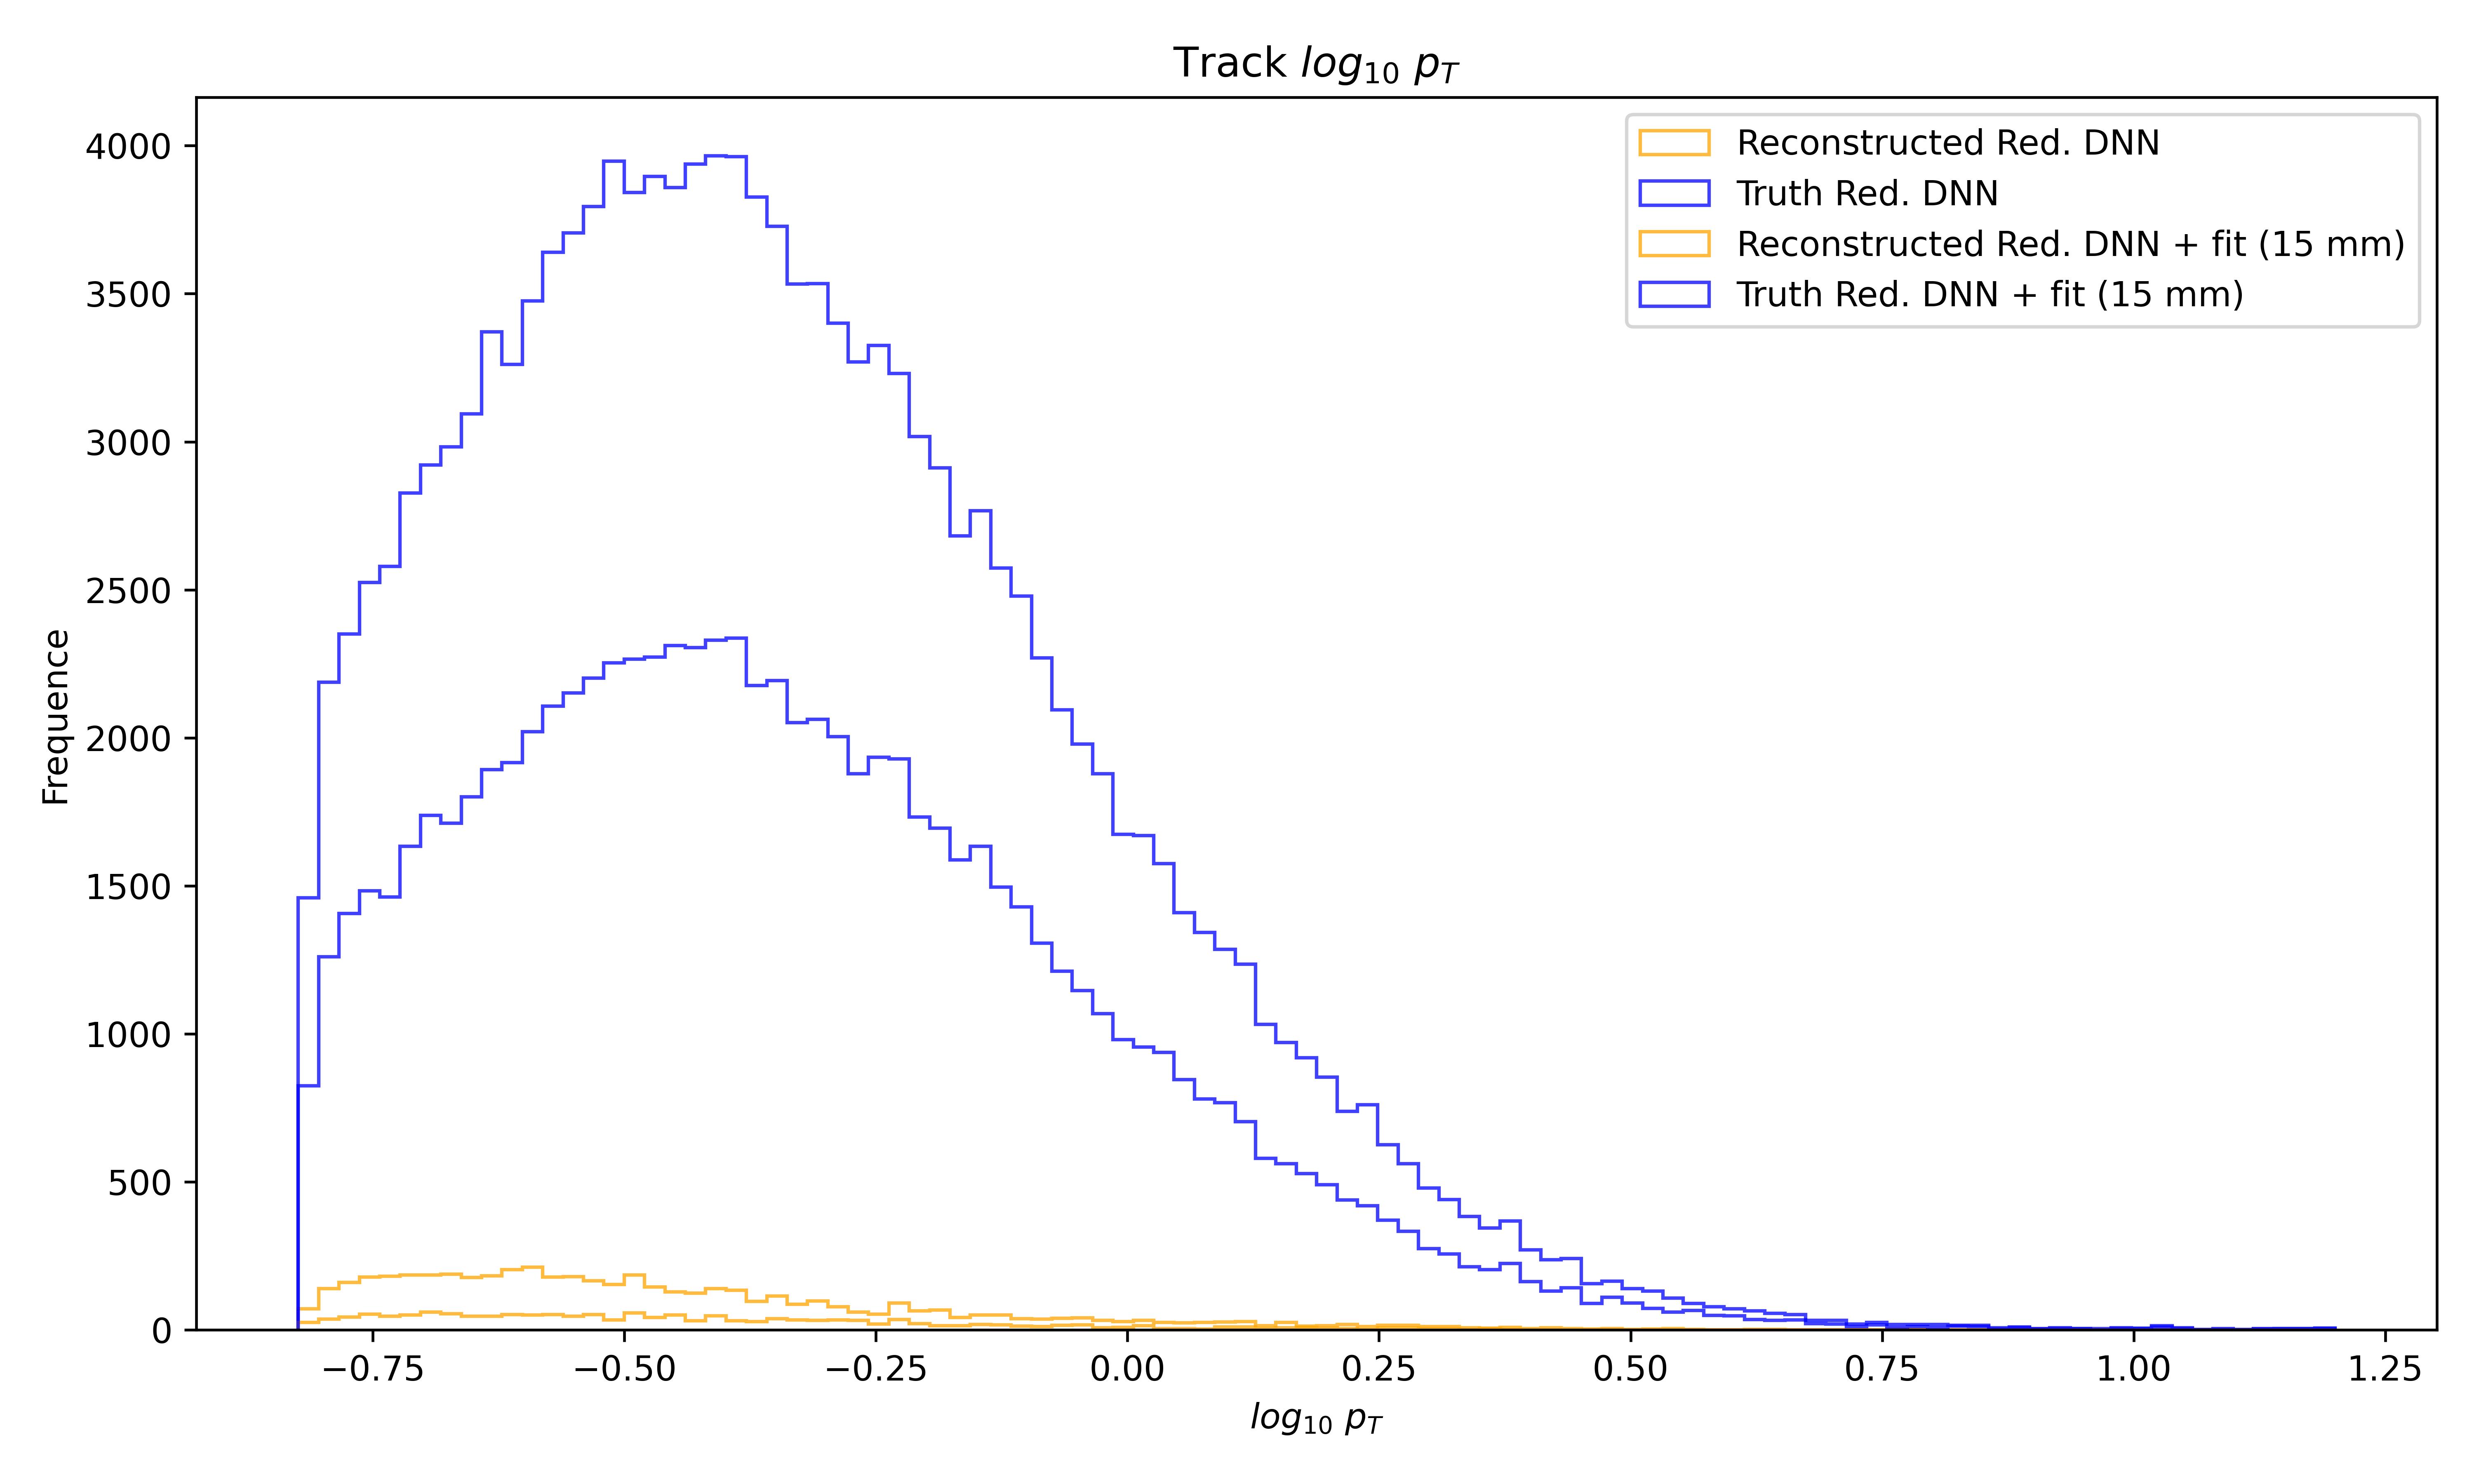 Track log₁₀ p_T
Reconstructed Red. DNN
Truth Red. DNN
Reconstructed Red. DNN + fit (15 mm)
Truth Red. DNN + fit (15 mm)
Frequence
4000
3500
3000
2500
2000
1500
1000
500
0
−0.75 −0.50 −0.25 0.00 0.25 0.50 0.75 1.00 1.25
log₁₀ p_T